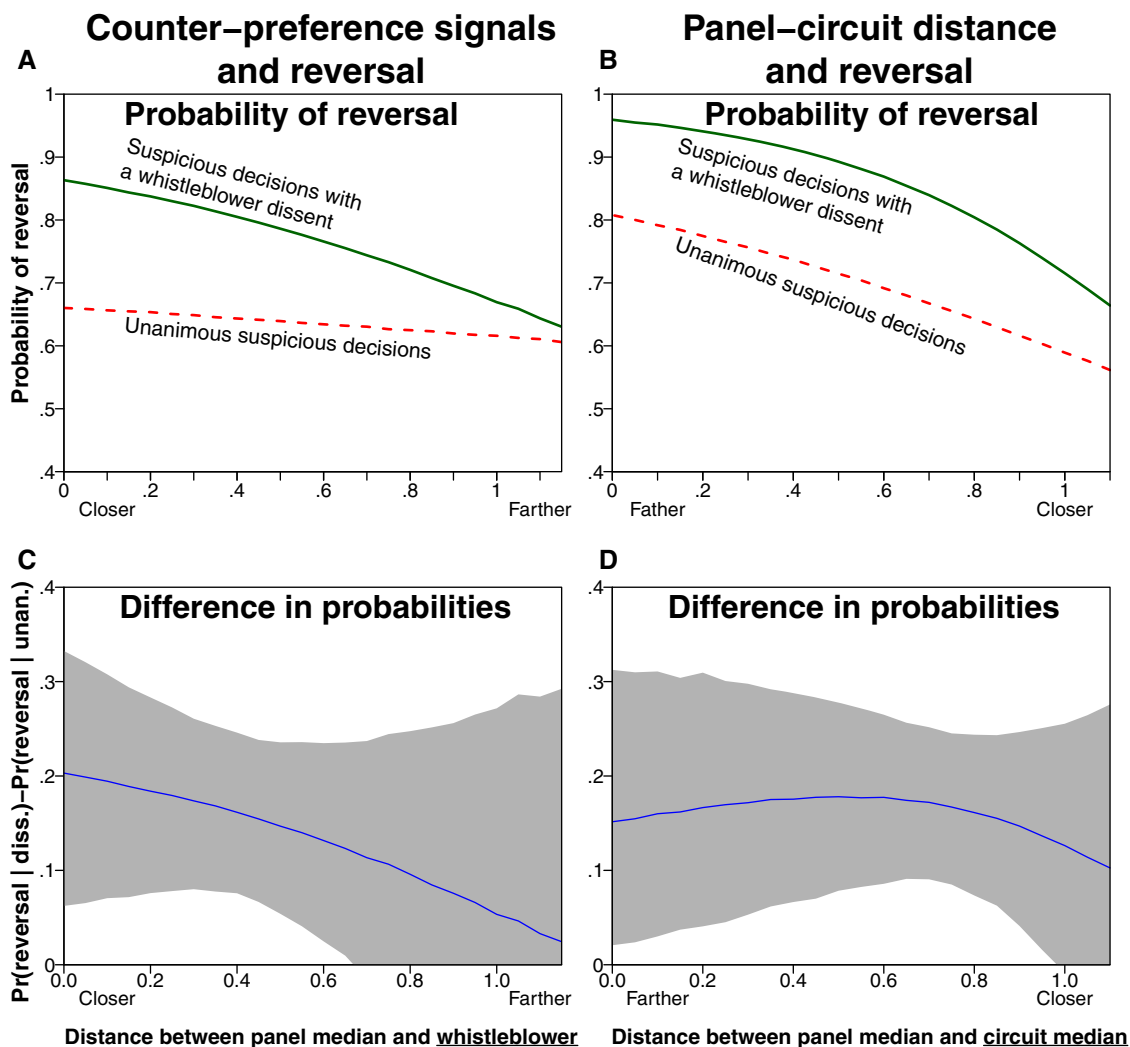 Counter−preference signals
and reversal
Panel−circuit distance
and reversal
A
Probability of reversal
Probability of reversal
1
.9
.8
.7
.6
.5
.4
Suspicious decisions with
a whistleblower dissent
Unanimous suspicious decisions
0 .2 .4 .6 .8 1
Closer Farther
B
Probability of reversal
1
.9
.8
.7
.6
.5
.4
Suspicious decisions with
a whistleblower dissent
Unanimous suspicious decisions
0 .2 .4 .6 .8 1
Father Closer
C
Difference in probabilities
Pr(reversal | diss.)−Pr(reversal | unan.)
.4
.3
.2
.1
0
0.0 0.2 0.4 0.6 0.8 1.0
Closer Farther
Distance between panel median and whistleblower
D
Difference in probabilities
.4
.3
.2
.1
0
0.0 0.2 0.4 0.6 0.8 1.0
Farther Closer
Distance between panel median and circuit median